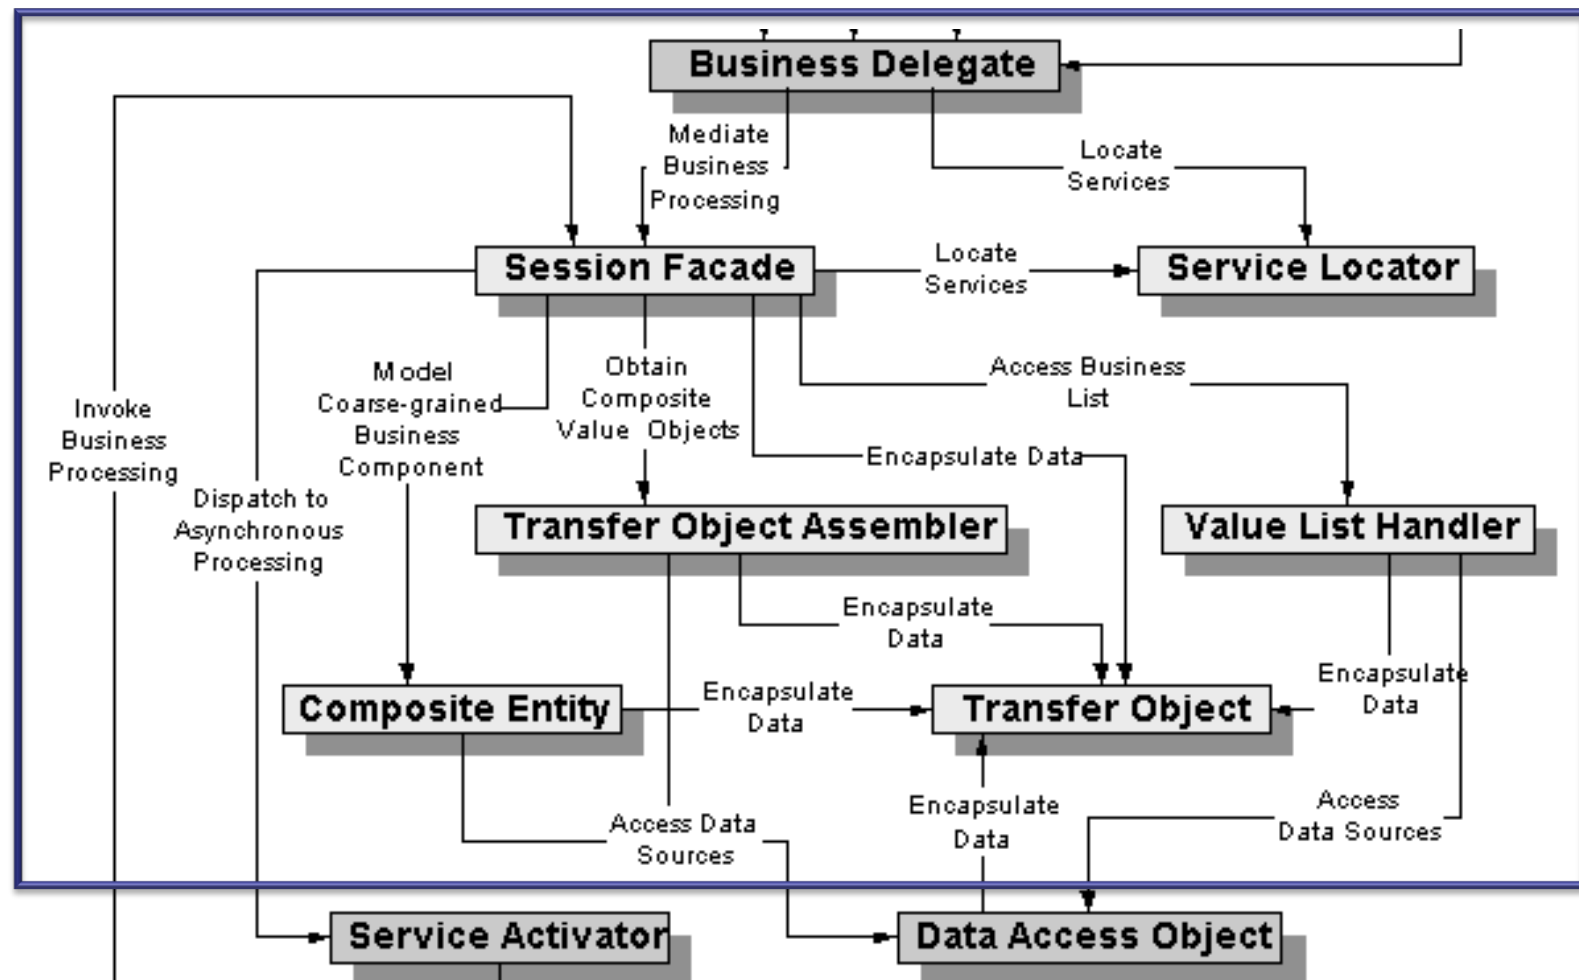 Business Delegate
Mediate
Business
Processing
Locate
Services
Session Facade
Locate
Services
Service Locator
Model
Coarse-grained
Business
Component
Obtain
Composite
Value Objects
Access Business
List
Encapsulate Data
Invoke
Business
Processing
Dispatch to
Asynchronous
Processing
Transfer Object Assembler
Value List Handler
Encapsulate
Data
Composite Entity
Encapsulate
Data
Transfer Object
Encapsulate
Data
Access Data
Sources
Encapsulate
Data
Access
Data Sources
Service Activator
Data Access Object